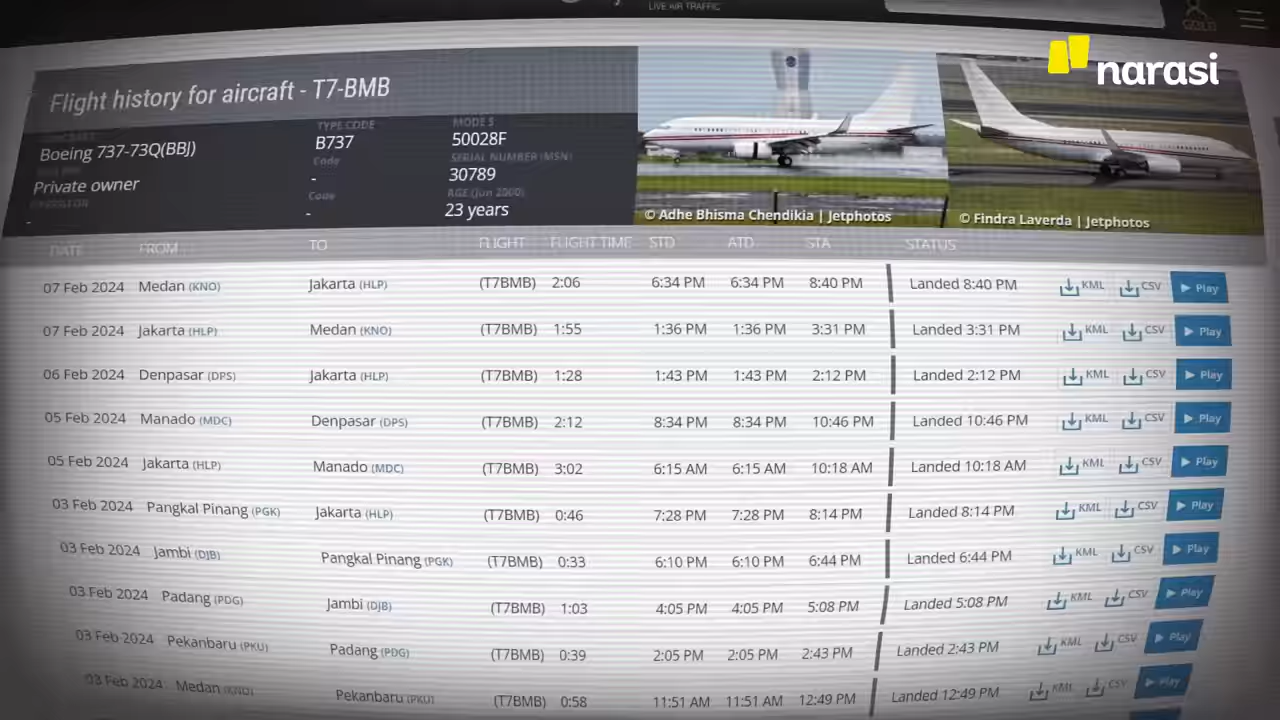 LIVE AIR TRAFFIC
GOLD
narasi
Flight history for aircraft - T7-BMB
TYPE CODE MODE S
Boeing 737-73Q(BBJ) B737 50028F
Code SERIAL NUMBER (MSN)
Private owner - 30789
Code AGE (Jun 2000)
- - 23 years
© Adhe Bhisma Chendikia | Jetphotos
© Findra Laverda | Jetphotos
DATE FROM TO FLIGHT FLIGHT TIME STD ATD STA STATUS
07 Feb 2024 Medan (KNO) Jakarta (HLP) (T7BMB) 2:06 6:34 PM 6:34 PM 8:40 PM Landed 8:40 PM KML CSV Play
07 Feb 2024 Jakarta (HLP) Medan (KNO) (T7BMB) 1:55 1:36 PM 1:36 PM 3:31 PM Landed 3:31 PM KML CSV Play
06 Feb 2024 Denpasar (DPS) Jakarta (HLP) (T7BMB) 1:28 1:43 PM 1:43 PM 2:12 PM Landed 2:12 PM KML CSV Play
05 Feb 2024 Manado (MDC) Denpasar (DPS) (T7BMB) 2:12 8:34 PM 8:34 PM 10:46 PM Landed 10:46 PM KML CSV Play
05 Feb 2024 Jakarta (HLP) Manado (MDC) (T7BMB) 3:02 6:15 AM 6:15 AM 10:18 AM Landed 10:18 AM KML CSV Play
03 Feb 2024 Pangkal Pinang (PGK) Jakarta (HLP) (T7BMB) 0:46 7:28 PM 7:28 PM 8:14 PM Landed 8:14 PM KML CSV Play
03 Feb 2024 Jambi (DJB) Pangkal Pinang (PGK) (T7BMB) 0:33 6:10 PM 6:10 PM 6:44 PM Landed 6:44 PM KML CSV Play
03 Feb 2024 Padang (PDG) Jambi (DJB) (T7BMB) 1:03 4:05 PM 4:05 PM 5:08 PM Landed 5:08 PM KML CSV Play
03 Feb 2024 Pekanbaru (PKU) Padang (PDG) (T7BMB) 0:39 2:05 PM 2:05 PM 2:43 PM Landed 2:43 PM KML CSV Play
03 Feb 2024 Medan (KNO) Pekanbaru (PKU) (T7BMB) 0:58 11:51 AM 11:51 AM 12:49 PM Landed 12:49 PM KML CSV Play